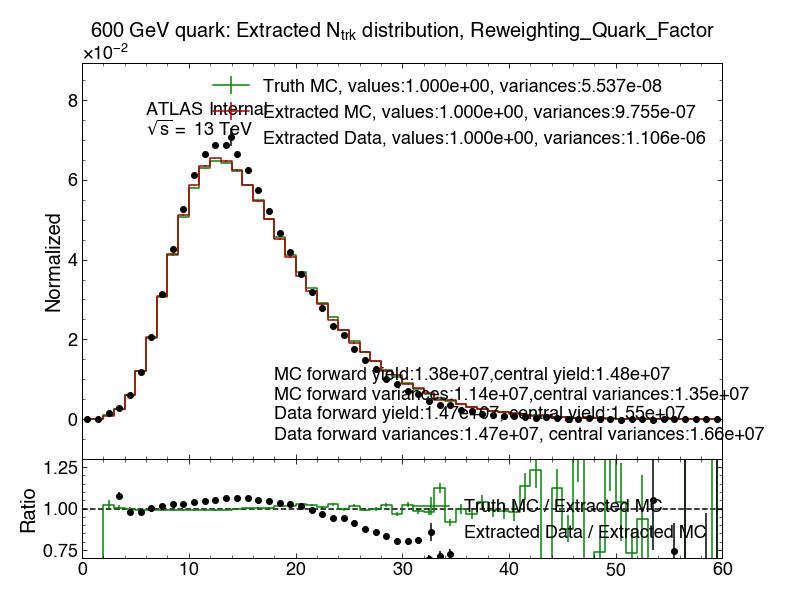 600 GeV quark: Extracted Ntrk distribution, Reweighting_Quark_Factor
×10−2
Truth MC, values:1.000e+00, variances:5.537e-08
ATLAS Internal
Extracted MC, values:1.000e+00, variances:9.755e-07
√s = 13 TeV
Extracted Data, values:1.000e+00, variances:1.106e-06
8
6
4
2
0
Normalized
MC forward yield:1.38e+07,central yield:1.48e+07
MC forward variances:1.14e+07,central variances:1.35e+07
Data forward yield:1.47e+07, central yield:1.55e+07
Data forward variances:1.47e+07, central variances:1.66e+07
1.25
1.00
0.75
Ratio
Truth MC / Extracted MC
Extracted Data / Extracted MC
0 10 20 30 40 50 60